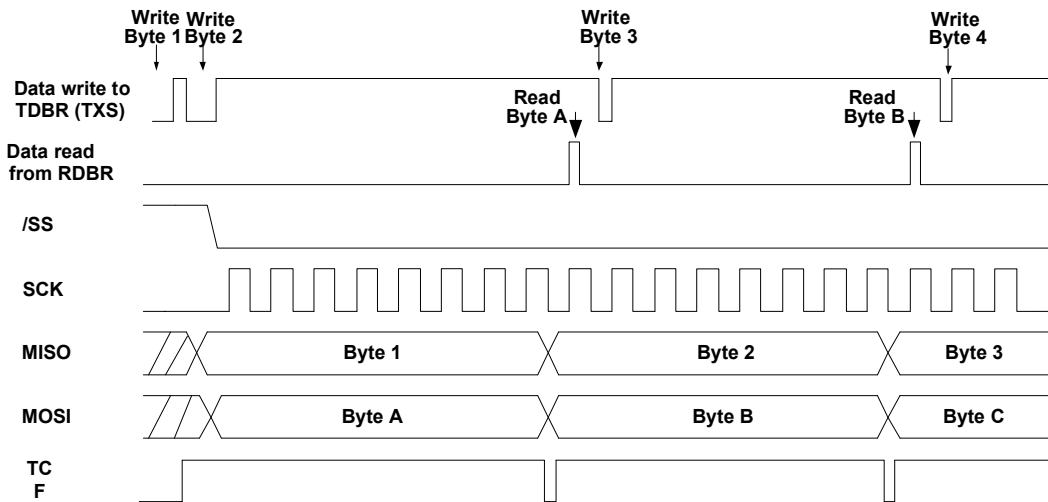 Write
Byte 1
Write
Byte 2
Write
Byte 3
Write
Byte 4
Data write to
TDBR (TXS)
Read
Byte A
Read
Byte B
Data read
from RDBR
/SS
SCK
MISO
Byte 1
Byte 2
Byte 3
MOSI
Byte A
Byte B
Byte C
TC
F